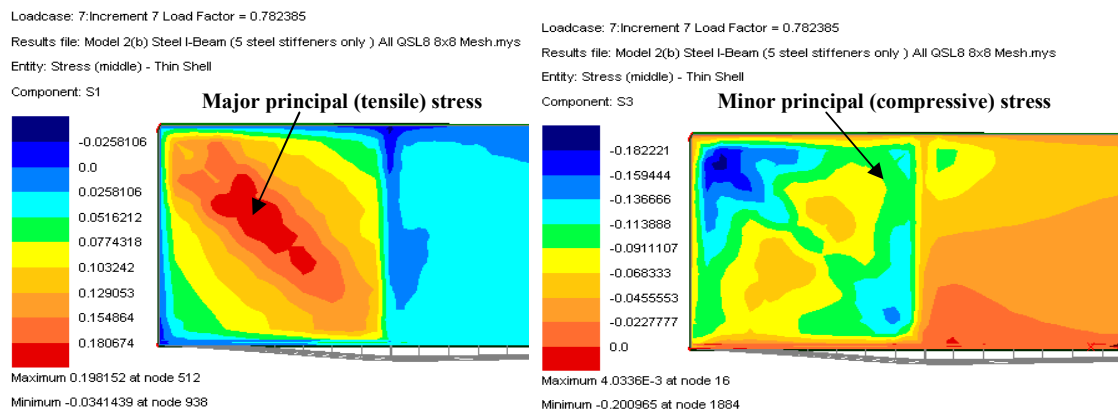 Loadcase: 7:Increment 7 Load Factor = 0.782385
Results file: Model 2(b) Steel I-Beam (5 steel stiffeners only ) All QSL8 8x8 Mesh.mys
Entity: Stress (middle) - Thin Shell
Component: S1
Major principal (tensile) stress
-0.0258106
0.0
0.0258106
0.0516212
0.0774318
0.103242
0.129053
0.154864
0.180674
Maximum 0.198152 at node 512
Minimum -0.0341439 at node 938
Loadcase: 7:Increment 7 Load Factor = 0.782385
Results file: Model 2(b) Steel I-Beam (5 steel stiffeners only ) All QSL8 8x8 Mesh.mys
Entity: Stress (middle) - Thin Shell
Component: S3
Minor principal (compressive) stress
-0.182221
-0.159444
-0.136666
-0.113888
-0.0911107
-0.068333
-0.0455553
-0.0227777
0.0
Maximum 4.0336E-3 at node 16
Minimum -0.200965 at node 1884